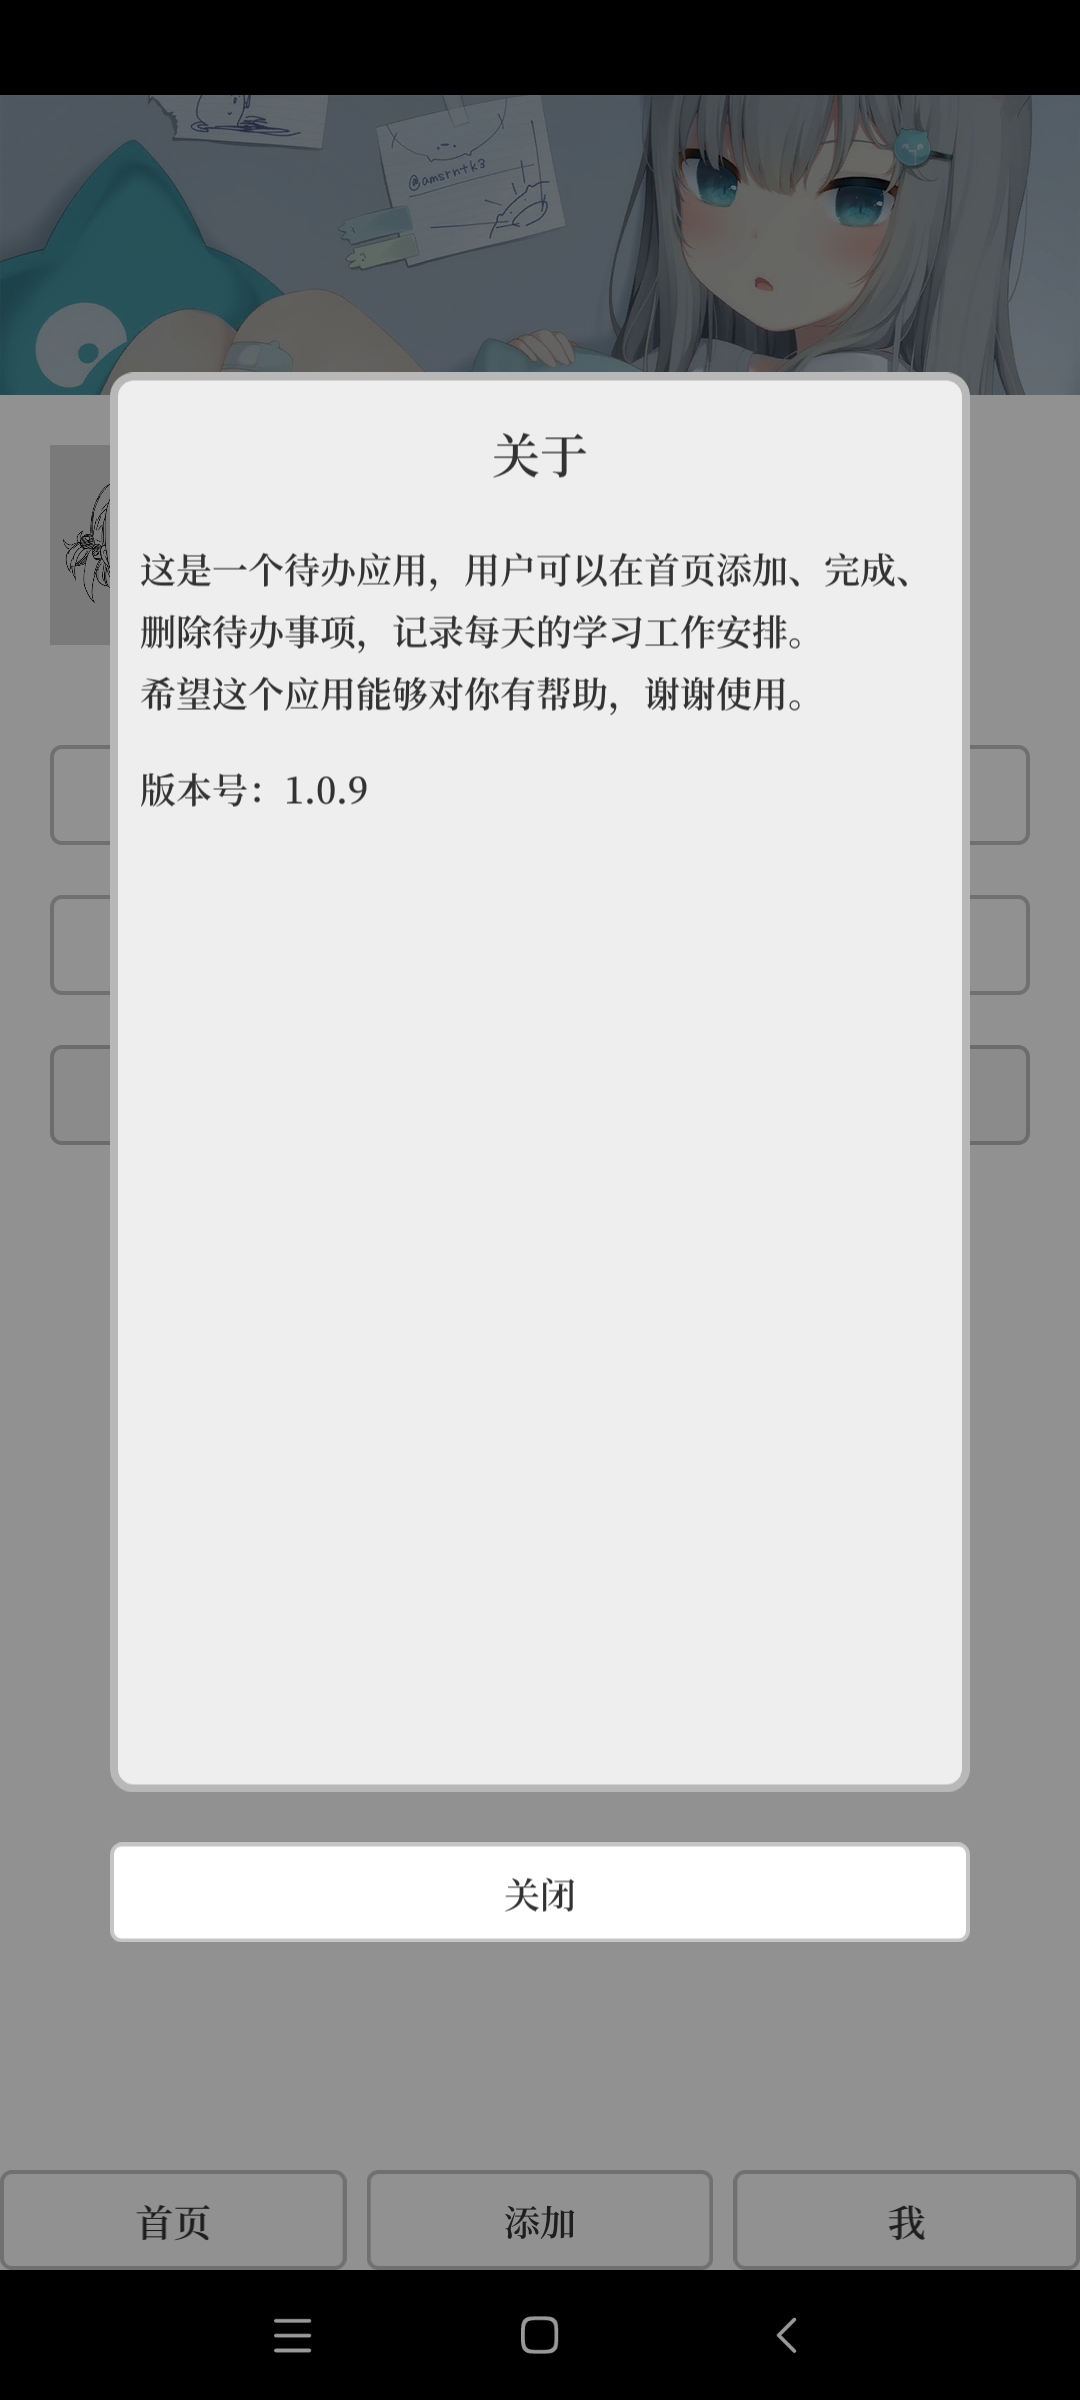 @amsrntk3
关于
这是一个待办应用，用户可以在首页添加、完成、
删除待办事项，记录每天的学习工作安排。
希望这个应用能够对你有帮助，谢谢使用。
版本号：1.0.9
关闭
首页
添加
我